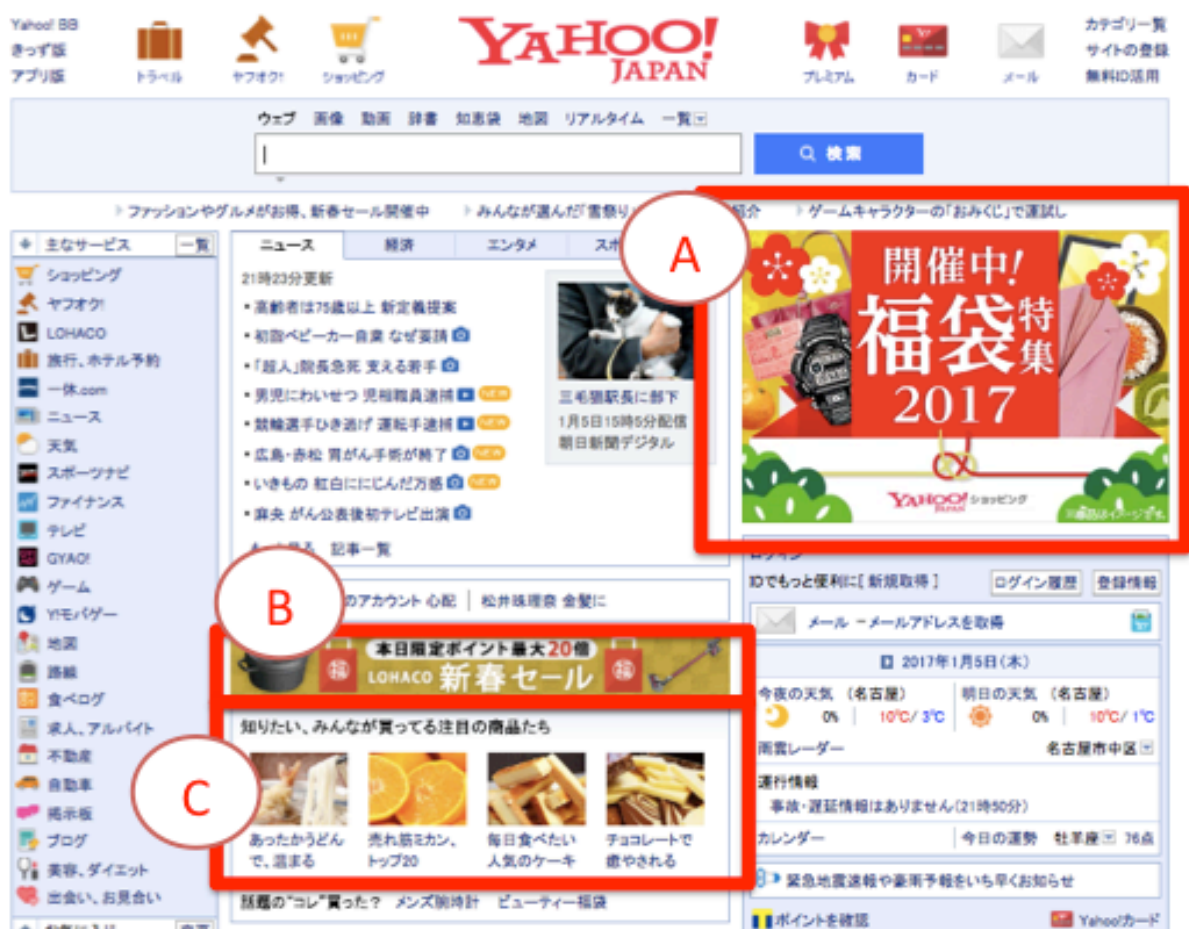 Yahoo! BB
きっず版
アプリ版
トラベル
ヤフオク!
ショッピング
YAHOO!
JAPAN
プレミアム
カード
メール
カテゴリ一覧
サイトの登録
無料ID活用
ウェブ 画像 動画 辞書 知恵袋 地図 リアルタイム 一覧
検索
ファッションやグルメがお得、新春セール開催中
みんなが選んだ「雪祭り
紹介
ゲームキャラクターの「おみくじ」で運試し
主なサービス 一覧
ショッピング
ヤフオク!
LOHACO
旅行、ホテル予約
一休.com
ニュース
天気
スポーツナビ
ファイナンス
テレビ
GYAO!
ゲーム
Y!モバゲー
地図
路線
食べログ
求人、アルバイト
不動産
自動車
掲示板
ブログ
美容、ダイエット
出会い、お見合い
ニュース 経済 エンタメ スポ
21時23分更新
高齢者は75歳以上 新定義提案
初詣ベビーカー自粛 なぜ要請
「超人」院長急死 支える若手
男児にわいせつ 児相職員逮捕 NEW
競輪選手ひき逃げ 運転手逮捕 NEW
広島・赤松 胃がん手術が終了 NEW
いきもの 紅白ににじんだ万感 NEW
麻央 がん公表後初テレビ出演
記事一覧
三毛猫駅長に部下
1月5日15時5分配信
朝日新聞デジタル
A
開催中!
福袋特集
2017
YAHOO! JAPAN ショッピング
※商品はイメージです。
B
のアカウント 心配 松井珠理奈 金髪に
本日限定ポイント最大20倍
福 LOHACO 新春セール 福
C
知りたい、みんなが買ってる注目の商品たち
あったかうどんで、温まる
売れ筋ミカン、トップ20
毎日食べたい人気のケーキ
チョコレートで癒やされる
話題の"コレ"買った? メンズ腕時計 ビューティー福袋
ログイン
IDでもっと便利に[ 新規取得 ]
ログイン履歴 登録情報
メール - メールアドレスを取得
2017年1月5日(木)
今夜の天気 (名古屋) 明日の天気 (名古屋)
0% 10℃/ 3℃ 0% 10℃/ 1℃
雨雲レーダー 名古屋市中区
運行情報
事故・遅延情報はありません(21時50分)
カレンダー 今日の運勢 牡羊座 76点
緊急地震速報や豪雨予報をいち早くお知らせ
ポイントを確認 Yahoo!カード